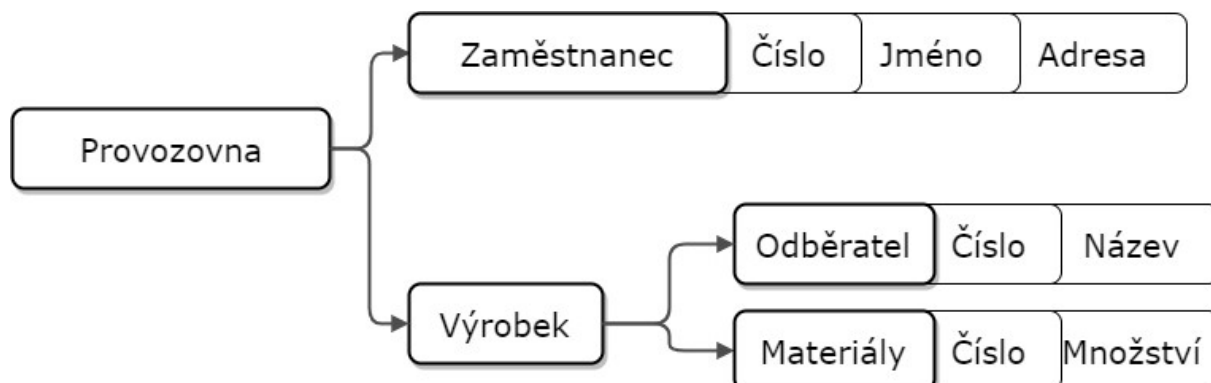 Zaměstnanec Číslo Jméno Adresa
Provozovna
Odběratel Číslo Název
Výrobek
Materiály Číslo Množství